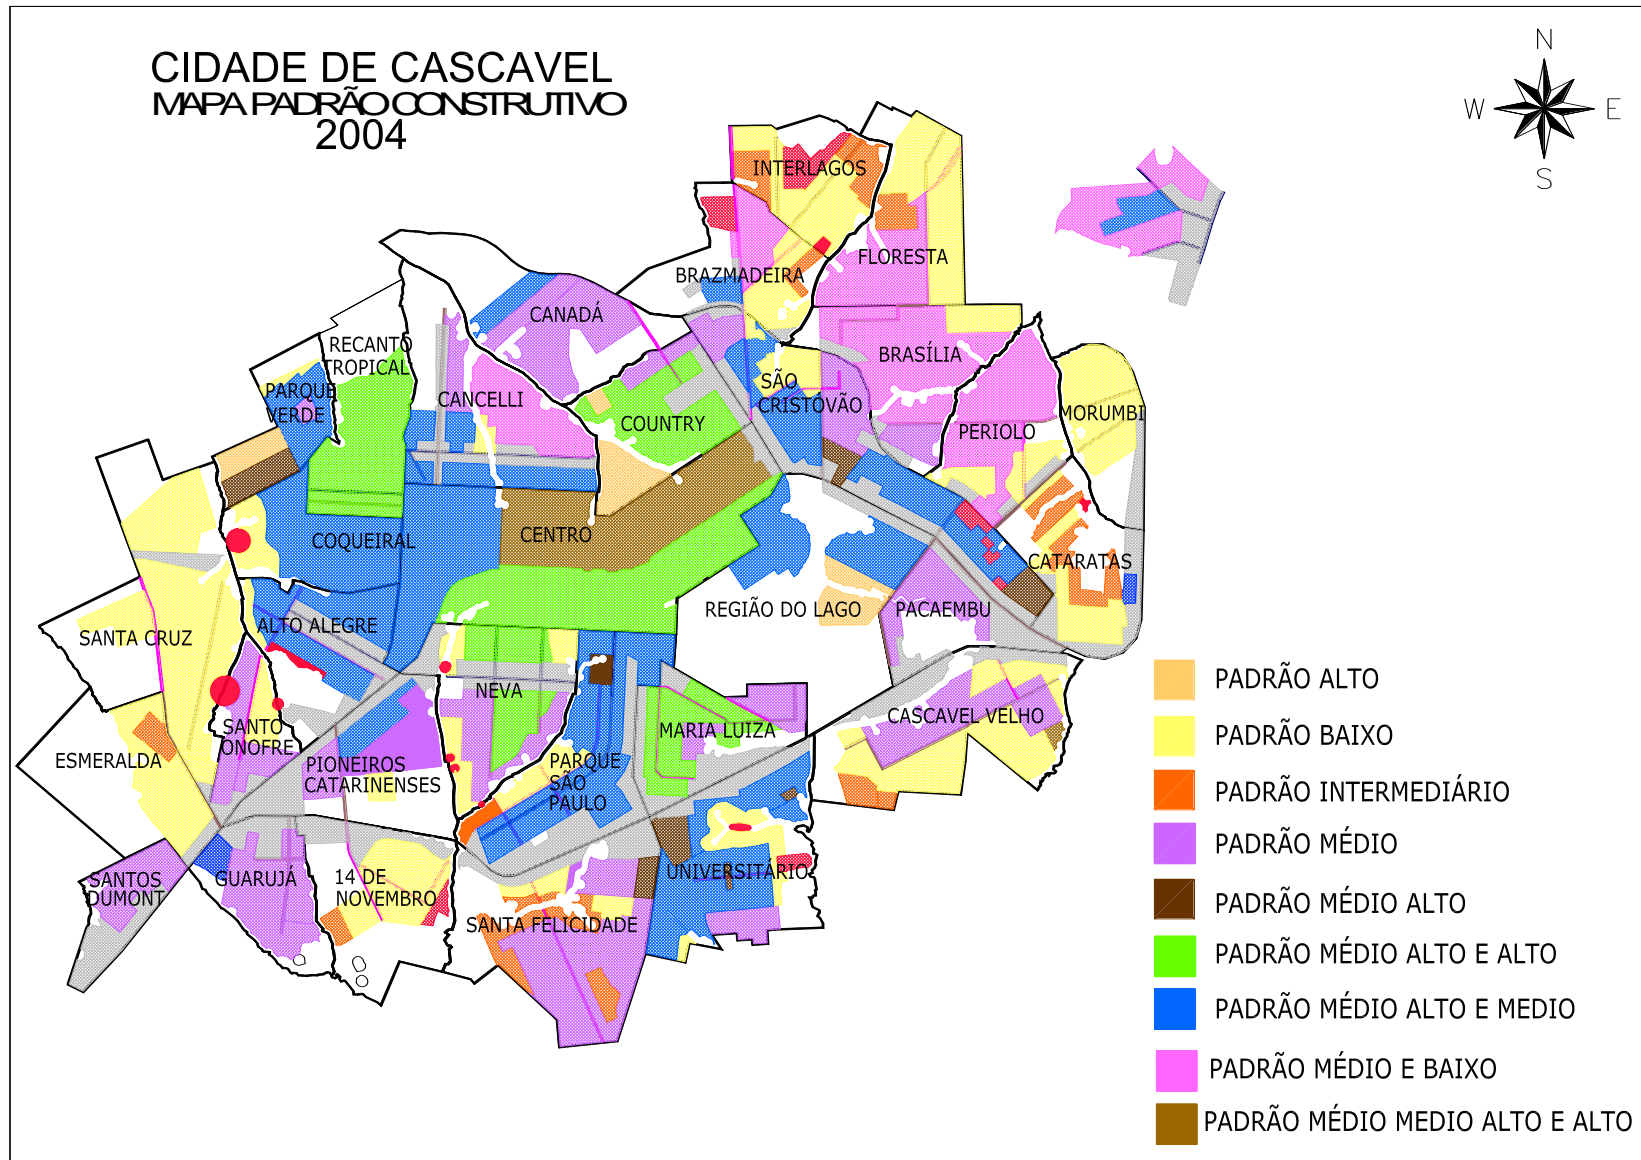 CIDADE DE CASCAVEL
MAPA PADRÃO CONSTRUTIVO
2004
N
W
E
S
INTERLAGOS
FLORESTA
BRAZMADEIRA
CANADÁ
RECANTO
TROPICAL
BRASÍLIA
PARQUE
VERDE
CANCELLI
SÃO
CRISTÓVÃO
COUNTRY
PERIOLO
MORUMBI
COQUEIRAL
CENTRO
CATARATAS
REGIÃO DO LAGO
PACAEMBU
SANTA CRUZ
ALTO ALEGRE
NEVA
SANTO
ONOFRE
MARIA LUIZA
CASCAVEL VELHO
ESMERALDA
PIONEIROS
CATARINENSES
PARQUE
SÃO
PAULO
SANTOS
DUMONT
GUARUJÁ
14 DE
NOVEMBRO
UNIVERSITÁRIO
SANTA FELICIDADE
PADRÃO ALTO
PADRÃO BAIXO
PADRÃO INTERMEDIÁRIO
PADRÃO MÉDIO
PADRÃO MÉDIO ALTO
PADRÃO MÉDIO ALTO E ALTO
PADRÃO MÉDIO ALTO E MEDIO
PADRÃO MÉDIO E BAIXO
PADRÃO MÉDIO MEDIO ALTO E ALTO